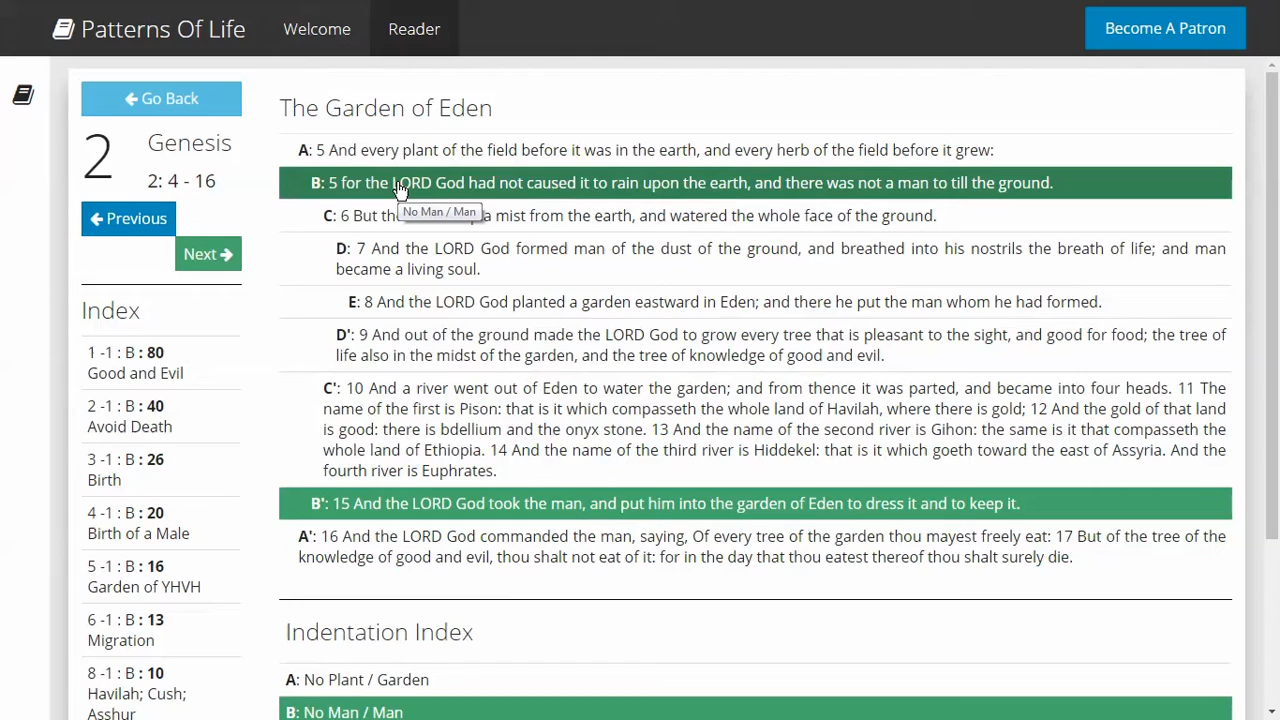 Patterns Of Life
Welcome
Reader
Become A Patron
Go Back
2
Genesis
2: 4 - 16
Previous
Next
Index
1 -1 : B : 80
Good and Evil
2 -1 : B : 40
Avoid Death
3 -1 : B : 26
Birth
4 -1 : B : 20
Birth of a Male
5 -1 : B : 16
Garden of YHVH
6 -1 : B : 13
Migration
8 -1 : B : 10
Havilah; Cush;
Asshur
The Garden of Eden
A: 5 And every plant of the field before it was in the earth, and every herb of the field before it grew:
B: 5 for the LORD God had not caused it to rain upon the earth, and there was not a man to till the ground.
No Man / Man
C: 6 But a mist from the earth, and watered the whole face of the ground.
D: 7 And the LORD God formed man of the dust of the ground, and breathed into his nostrils the breath of life; and man
became a living soul.
E: 8 And the LORD God planted a garden eastward in Eden; and there he put the man whom he had formed.
D': 9 And out of the ground made the LORD God to grow every tree that is pleasant to the sight, and good for food; the tree of
life also in the midst of the garden, and the tree of knowledge of good and evil.
C': 10 And a river went out of Eden to water the garden; and from thence it was parted, and became into four heads. 11 The
name of the first is Pison: that is it which compasseth the whole land of Havilah, where there is gold; 12 And the gold of that land
is good: there is bdellium and the onyx stone. 13 And the name of the second river is Gihon: the same is it that compasseth the
whole land of Ethiopia. 14 And the name of the third river is Hiddekel: that is it which goeth toward the east of Assyria. And the
fourth river is Euphrates.
B': 15 And the LORD God took the man, and put him into the garden of Eden to dress it and to keep it.
A': 16 And the LORD God commanded the man, saying, Of every tree of the garden thou mayest freely eat: 17 But of the tree of the
knowledge of good and evil, thou shalt not eat of it: for in the day that thou eatest thereof thou shalt surely die.
Indentation Index
A: No Plant / Garden
B: No Man / Man